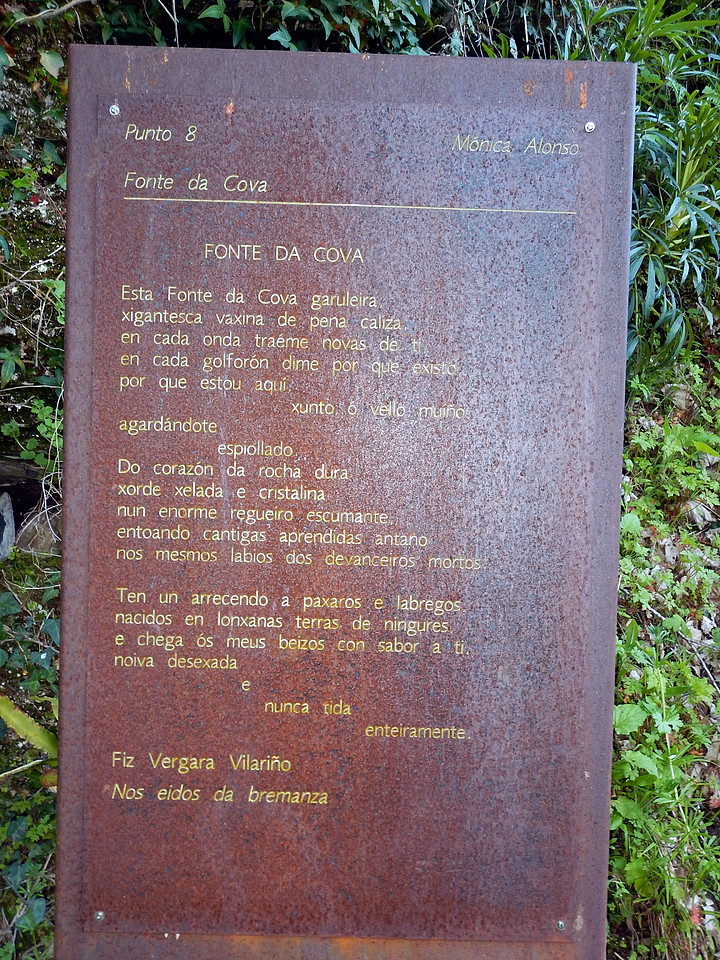 Punto 8
Mónica Alonso
Fonte da Cova
FONTE DA COVA
Esta Fonte da Cova garuleira,
xigantesca vaxina de pena caliza,
en cada onda tráeme novas de ti
en cada golforón dime por que existo,
por que estou aquí,
xunto ó vello muiño,
agardándote
espiollado...
Do corazón da rocha dura
xorde xelada e cristalina
nun enorme regueiro escumante,
entoando cantigas aprendidas antano
nos mesmos labios dos devanceiros mortos.
Ten un arrecendo a paxaros e labregos,
nacidos en lonxanas terras de ningures,
e chega ós meus beizos con sabor a ti,
noiva desexada
e
nunca tida
enteiramente.
Fiz Vergara Vilariño
Nos eidos da bremanza